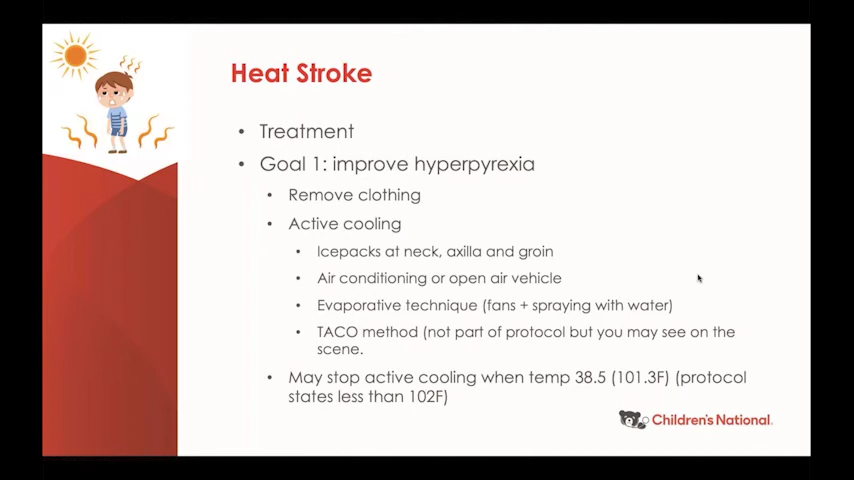 Heat Stroke
• Treatment
• Goal 1: improve hyperpyrexia
• Remove clothing
• Active cooling
• Icepacks at neck, axilla and groin
• Air conditioning or open air vehicle
• Evaporative technique (fans + spraying with water)
• TACO method (not part of protocol but you may see on the
scene.
• May stop active cooling when temp 38.5 (101.3F) (protocol
states less than 102F)
Children's National.